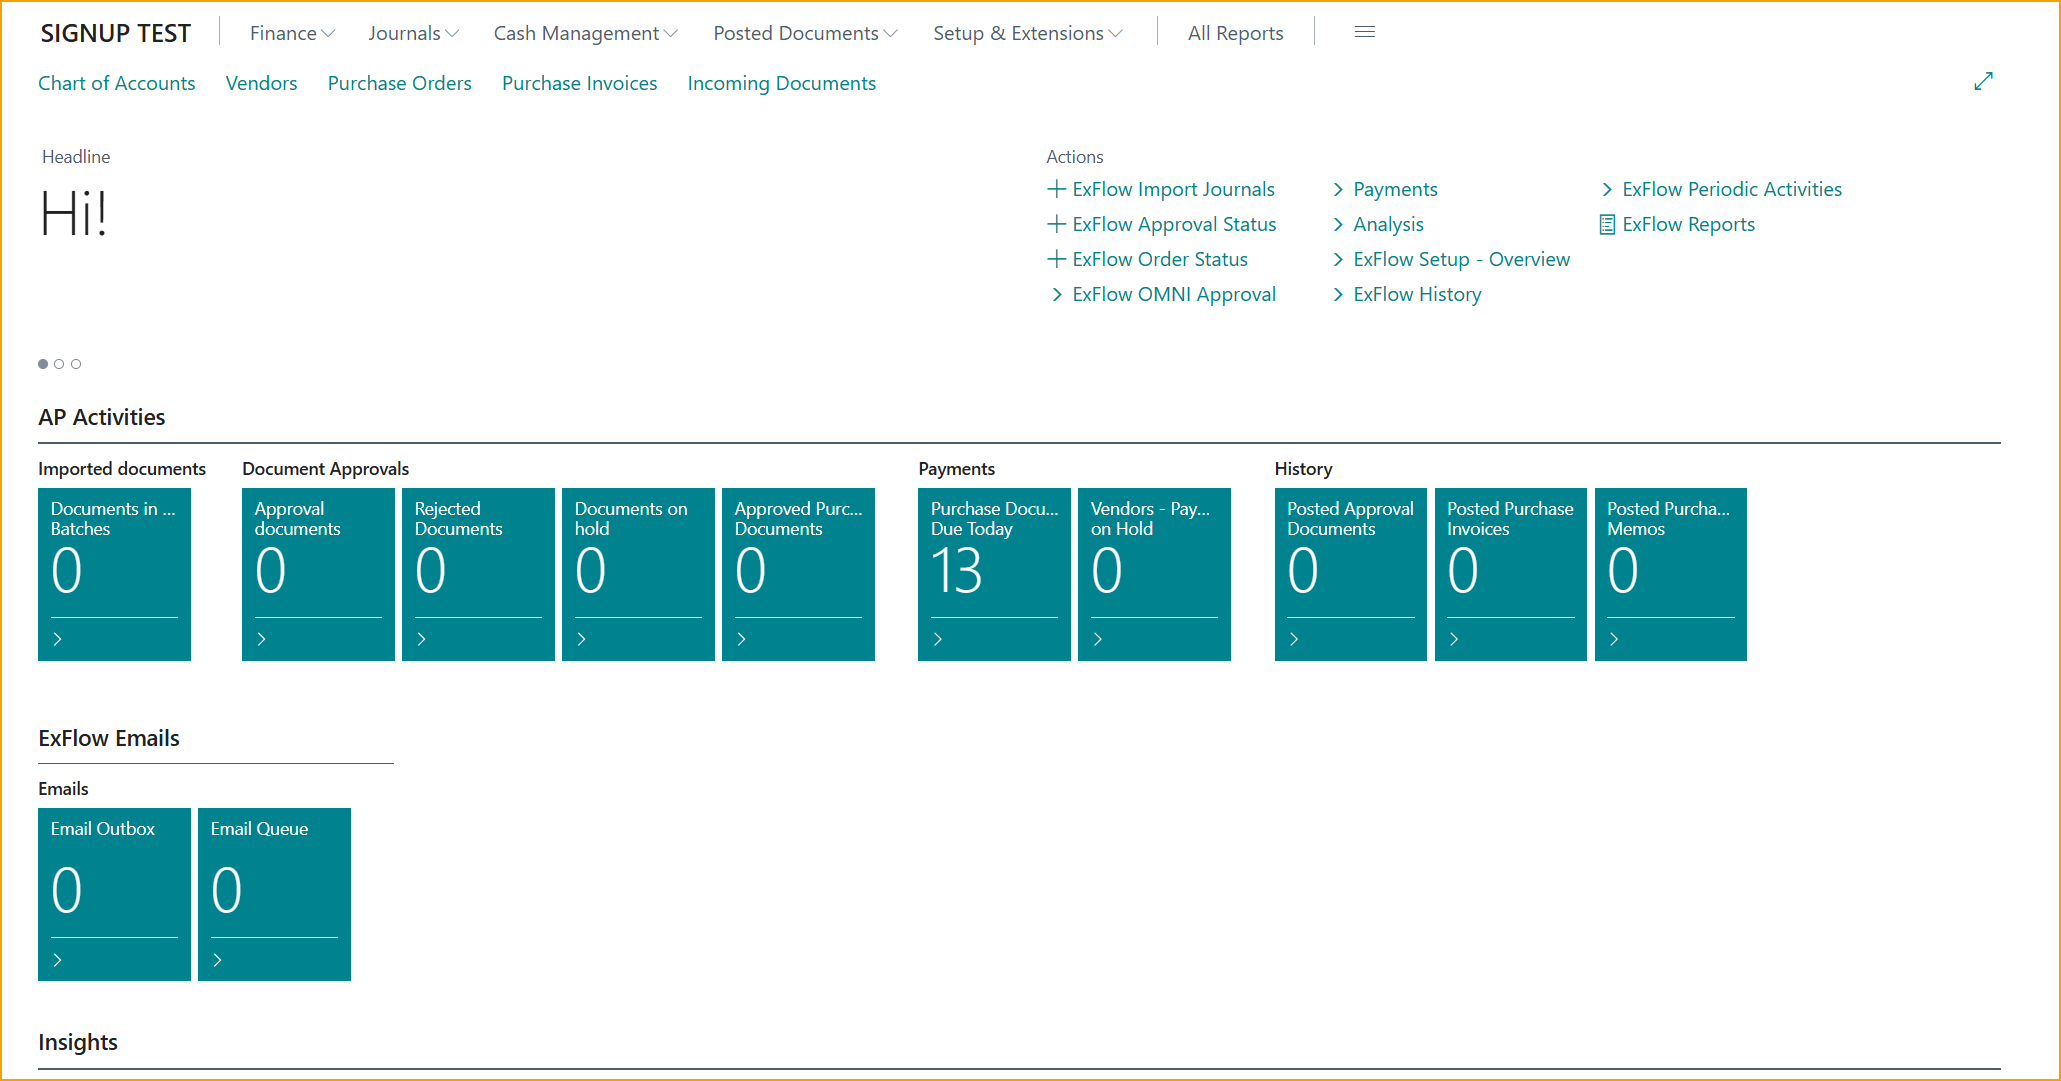 SIGNUP TEST
Finance
Journals
Cash Management
Posted Documents
Setup & Extensions
All Reports
Chart of Accounts
Vendors
Purchase Orders
Purchase Invoices
Incoming Documents
Headline
Hi!
Actions
ExFlow Import Journals
ExFlow Approval Status
ExFlow Order Status
ExFlow OMNI Approval
Payments
Analysis
ExFlow Setup - Overview
ExFlow History
ExFlow Periodic Activities
ExFlow Reports
AP Activities
Imported documents
Documents in ...
Batches
0
Document Approvals
Approval
documents
0
Rejected
Documents
0
Documents on
hold
0
Approved Purc...
Documents
0
Payments
Purchase Docu...
Due Today
13
Vendors - Pay...
on Hold
0
History
Posted Approval
Documents
0
Posted Purchase
Invoices
0
Posted Purcha...
Memos
0
ExFlow Emails
Emails
Email Outbox
0
Email Queue
0
Insights